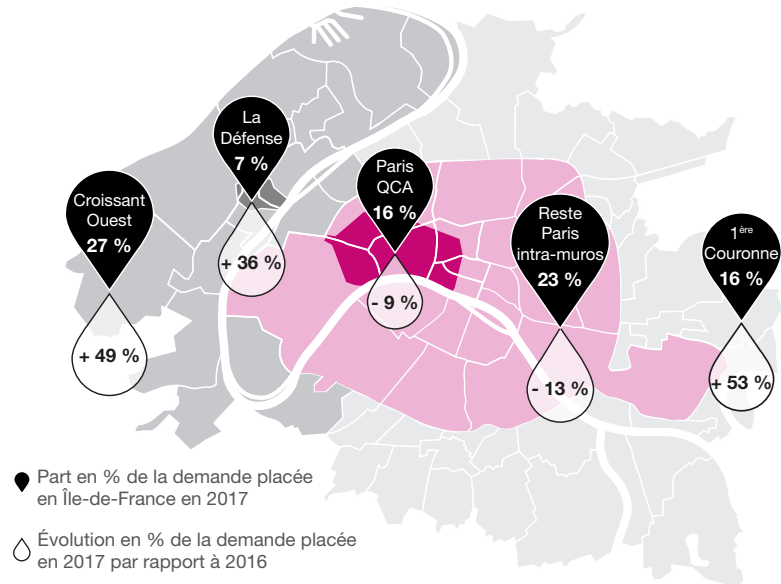 La
Défense
7 %
+ 36 %
Croissant
Ouest
27 %
+ 49 %
Paris
QCA
16 %
- 9 %
Reste
Paris
intra-muros
23 %
- 13 %
1ère
Couronne
16 %
+ 53 %
Part en % de la demande placée
en Île-de-France en 2017
Évolution en % de la demande placée
en 2017 par rapport à 2016